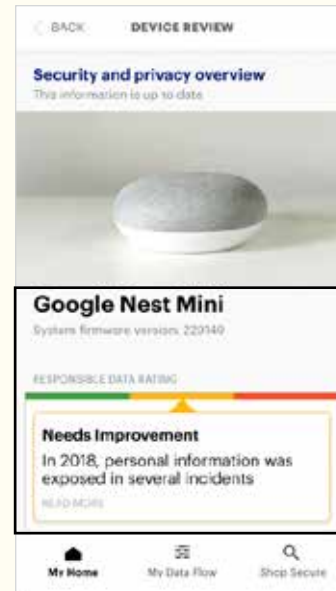 BACK DEVICE REVIEW
Security and privacy overview
This information is up to date
Google Nest Mini
System firmware version: 220140
RESPONSIBLE DATA RATING
Needs Improvement
In 2018, personal information was
exposed in several incidents
READ MORE
My Home My Data Flow Shop Secure